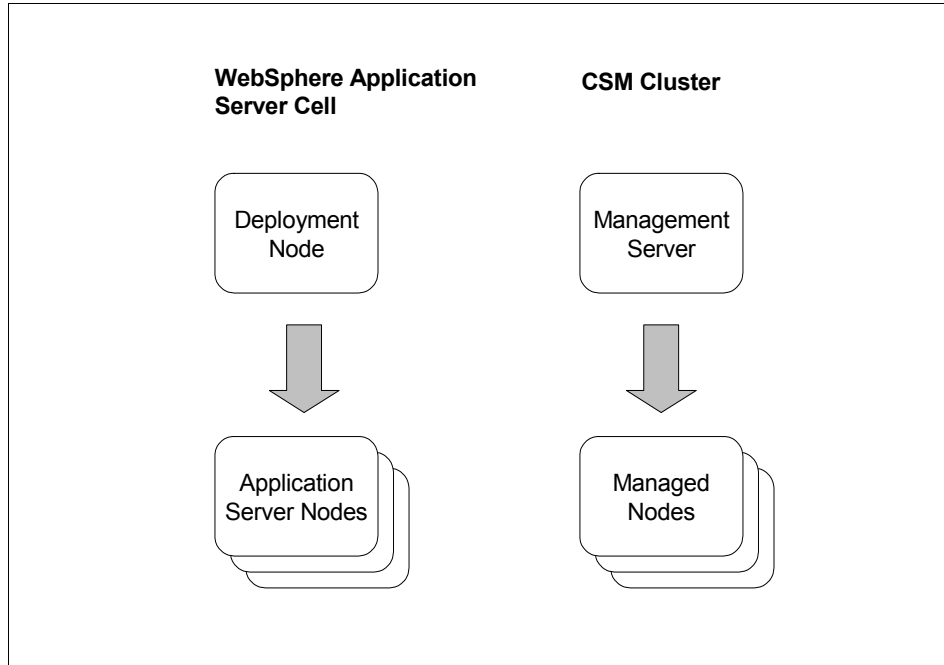 WebSphere Application
Server Cell
CSM Cluster
Deployment
Node
Management
Server
Application
Server Nodes
Managed
Nodes